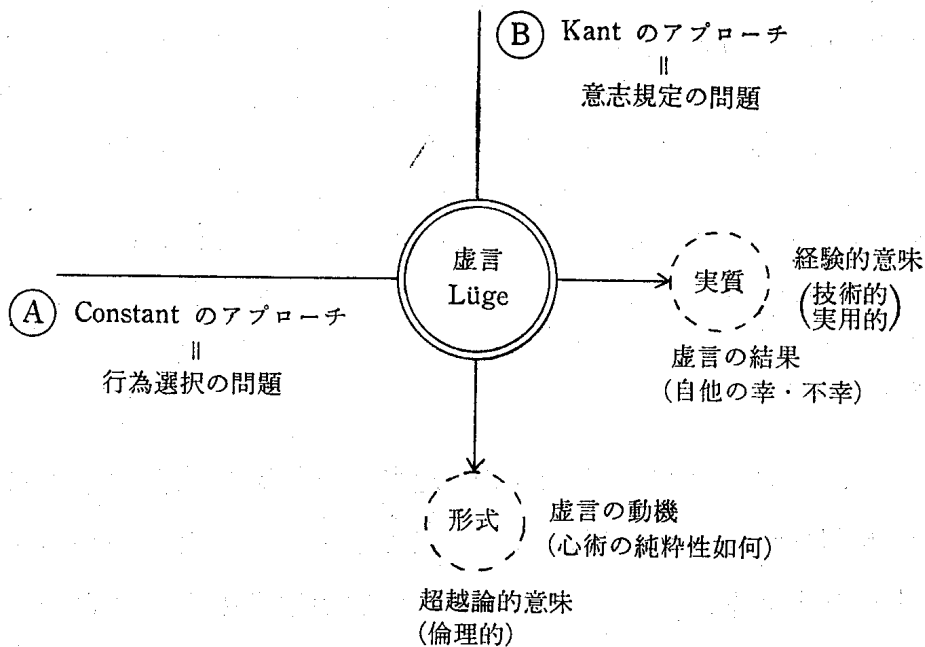 Ⓑ Kant のアプローチ
||
意志規定の問題
虚言
Lüge
Ⓐ Constant のアプローチ
||
行為選択の問題
実質
経験的意味
(技術的
実用的)
虚言の結果
(自他の幸・不幸)
形式
虚言の動機
(心術の純粋性如何)
超越論的意味
(倫理的)